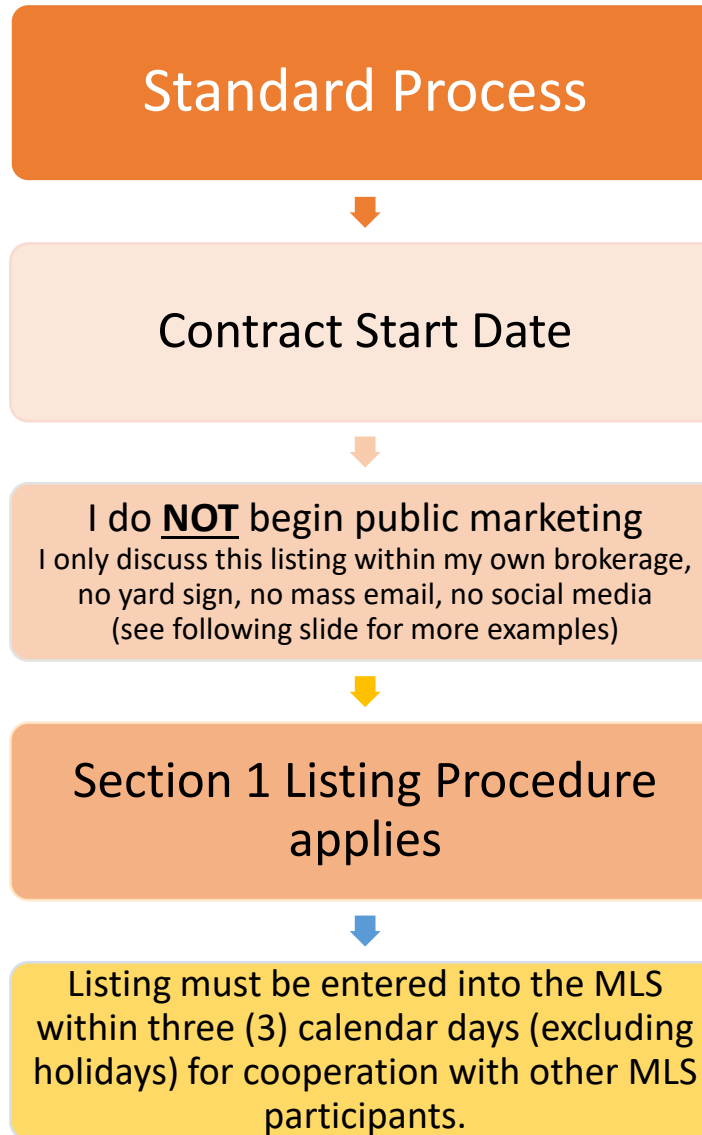 Standard Process
Contract Start Date
I do NOT begin public marketing
I only discuss this listing within my own brokerage,
no yard sign, no mass email, no social media
(see following slide for more examples)
Section 1 Listing Procedure
applies
Listing must be entered into the MLS
within three (3) calendar days (excluding
holidays) for cooperation with other MLS
participants.